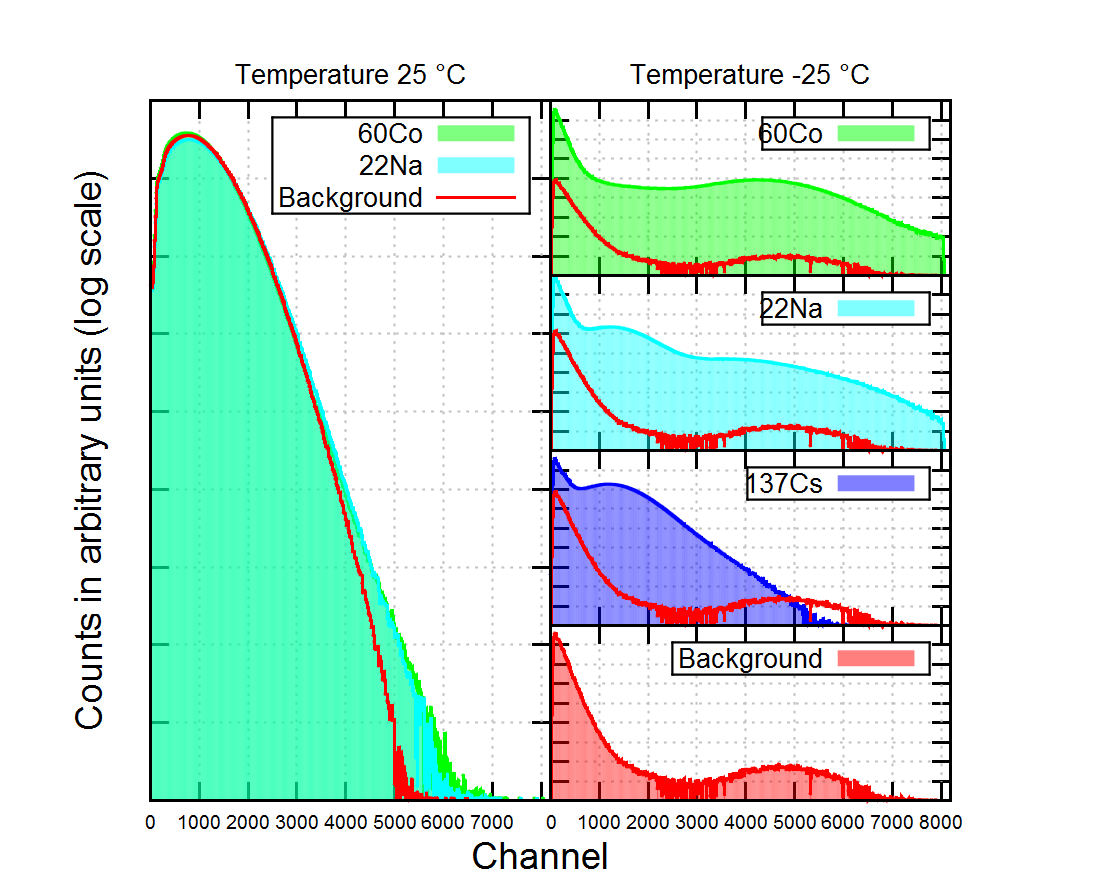 Temperature 25 °C
Temperature -25 °C
60Co
22Na
Background
60Co
22Na
137Cs
Background
Counts in arbitrary units (log scale)
0 1000 2000 3000 4000 5000 6000 7000
0 1000 2000 3000 4000 5000 6000 7000 8000
Channel